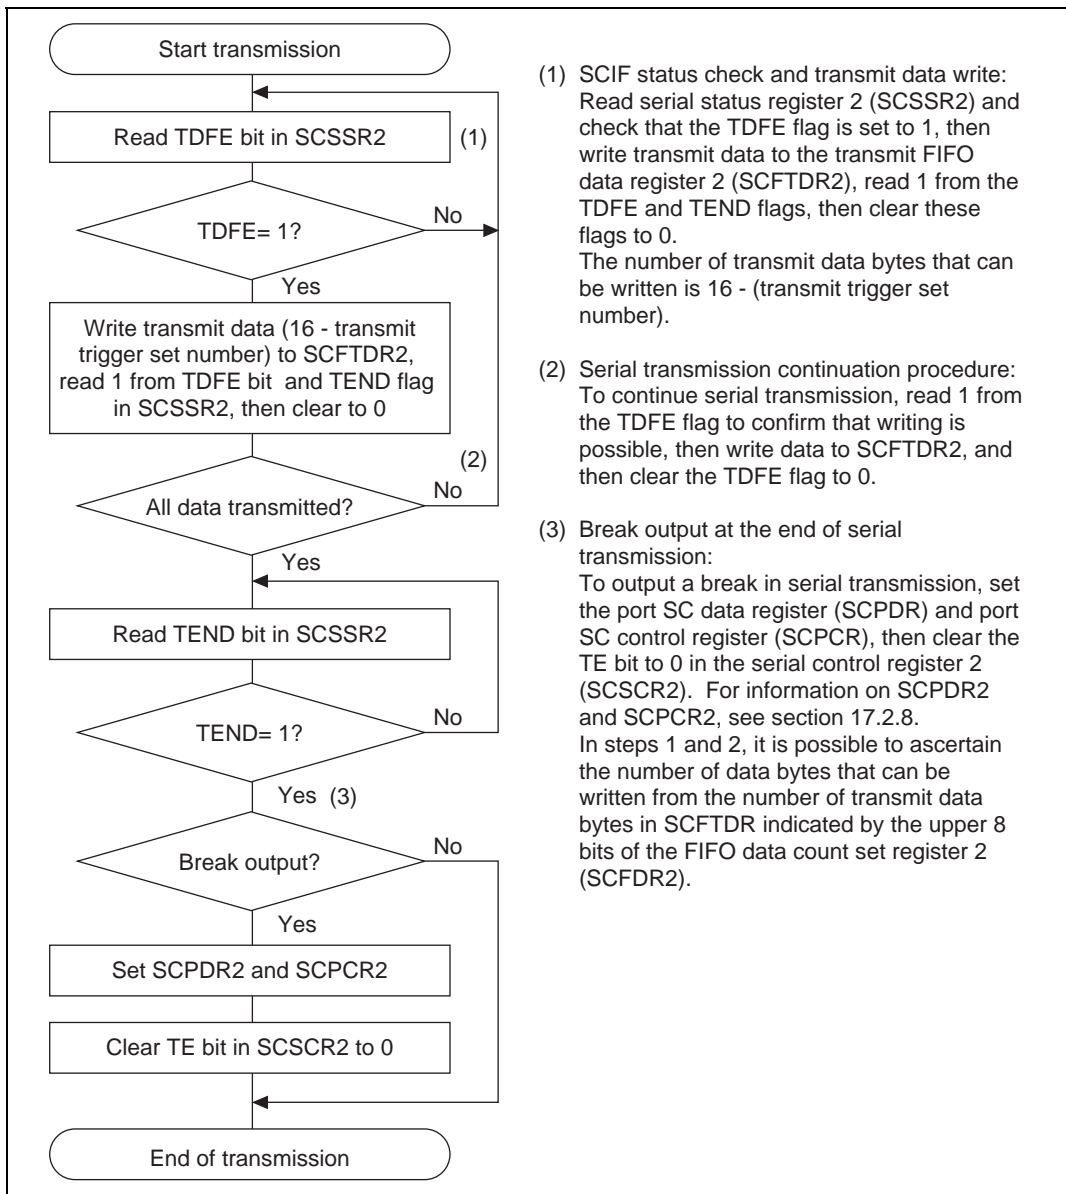 Start transmission
Read TDFE bit in SCSSR2
(1)
TDFE= 1?
No
Yes
Write transmit data (16 - transmit
trigger set number) to SCFTDR2,
read 1 from TDFE bit  and TEND flag
in SCSSR2, then clear to 0
(2)
All data transmitted?
No
Yes
Read TEND bit in SCSSR2
TEND= 1?
No
Yes (3)
Break output?
No
Yes
Set SCPDR2 and SCPCR2
Clear TE bit in SCSCR2 to 0
End of transmission
(1) SCIF status check and transmit data write:
Read serial status register 2 (SCSSR2) and
check that the TDFE flag is set to 1, then
write transmit data to the transmit FIFO
data register 2 (SCFTDR2), read 1 from the
TDFE and TEND flags, then clear these
flags to 0.
The number of transmit data bytes that can
be written is 16 - (transmit trigger set
number).
(2) Serial transmission continuation procedure:
To continue serial transmission, read 1 from
the TDFE flag to confirm that writing is
possible, then write data to SCFTDR2, and
then clear the TDFE flag to 0.
(3) Break output at the end of serial
transmission:
To output a break in serial transmission, set
the port SC data register (SCPDR) and port
SC control register (SCPCR), then clear the
TE bit to 0 in the serial control register 2
(SCSCR2).  For information on SCPDR2
and SCPCR2, see section 17.2.8.
In steps 1 and 2, it is possible to ascertain
the number of data bytes that can be
written from the number of transmit data
bytes in SCFTDR indicated by the upper 8
bits of the FIFO data count set register 2
(SCFDR2).